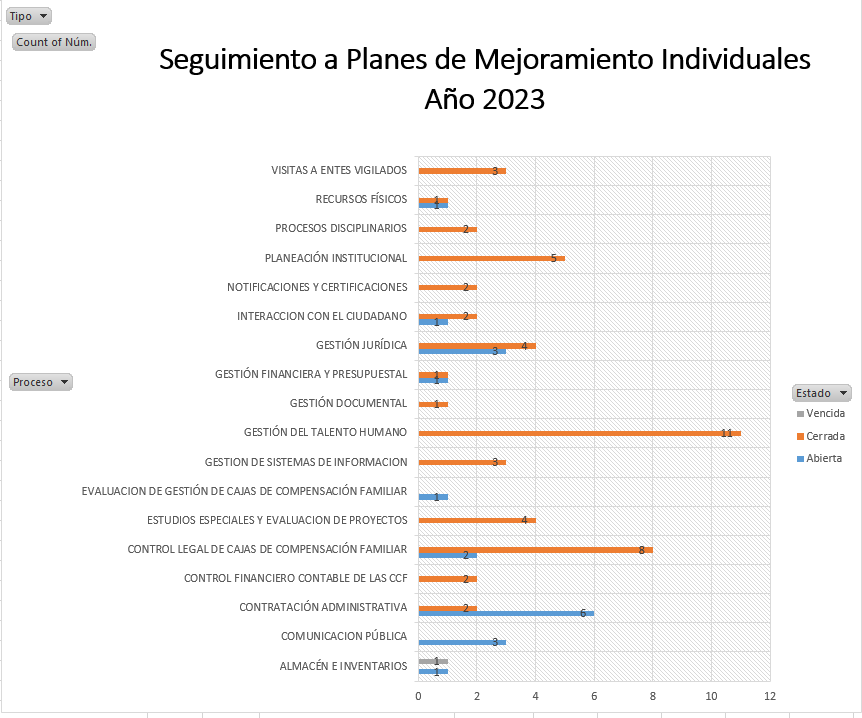 Tipo
Count of Núm.
Seguimiento a Planes de Mejoramiento Individuales
Año 2023
VISITAS A ENTES VIGILADOS 3
RECURSOS FÍSICOS 1 1
PROCESOS DISCIPLINARIOS 2
PLANEACIÓN INSTITUCIONAL 5
NOTIFICACIONES Y CERTIFICACIONES 2
INTERACCION CON EL CIUDADANO 2 1
GESTIÓN JURÍDICA 4 3
GESTIÓN FINANCIERA Y PRESUPUESTAL 1 1
GESTIÓN DOCUMENTAL 1
GESTIÓN DEL TALENTO HUMANO 11
GESTION DE SISTEMAS DE INFORMACION 3
EVALUACION DE GESTIÓN DE CAJAS DE COMPENSACIÓN FAMILIAR 1
ESTUDIOS ESPECIALES Y EVALUACION DE PROYECTOS 4
CONTROL LEGAL DE CAJAS DE COMPENSACIÓN FAMILIAR 8 2
CONTROL FINANCIERO CONTABLE DE LAS CCF 2
CONTRATACIÓN ADMINISTRATIVA 2 6
COMUNICACION PÚBLICA 3
ALMACÉN E INVENTARIOS 1 1
0 2 4 6 8 10 12
Proceso
Estado
Vencida
Cerrada
Abierta